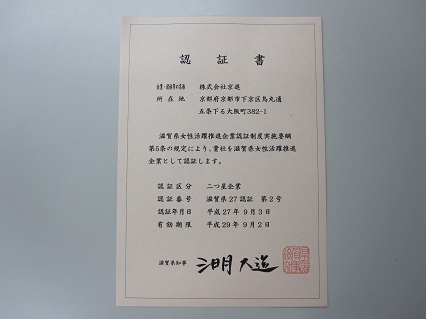 認証書
株式会社京進
所在地 京都府京都市下京区烏丸通
五条下る大阪町382-1
滋賀県女性活躍推進企業認証制度実施要綱
第5条の規定により、貴社を滋賀県女性活躍推進
企業として認証します。
認証区分 二つ星企業
認証番号 滋賀県27認証 第2号
認証年月日 平成27年9月3日
有効期限 平成29年9月2日
滋賀県知事 三日月大造